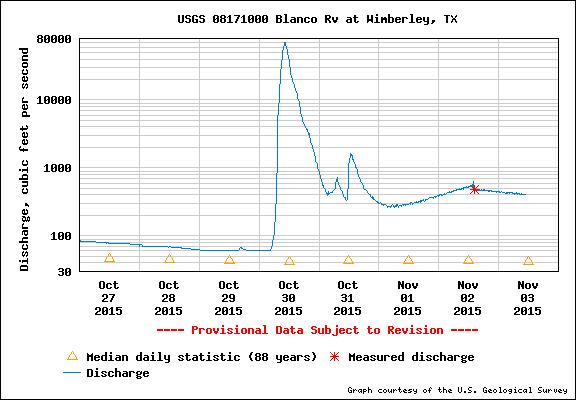 USGS 08171000 Blanco Rv at Wimberley, TX
Discharge, cubic feet per second
80000
10000
1000
100
30
Oct 27 2015
Oct 28 2015
Oct 29 2015
Oct 30 2015
Oct 31 2015
Nov 01 2015
Nov 02 2015
Nov 03 2015
---- Provisional Data Subject to Revision ----
Median daily statistic (88 years)
Measured discharge
Discharge
Graph courtesy of the U.S. Geological Survey